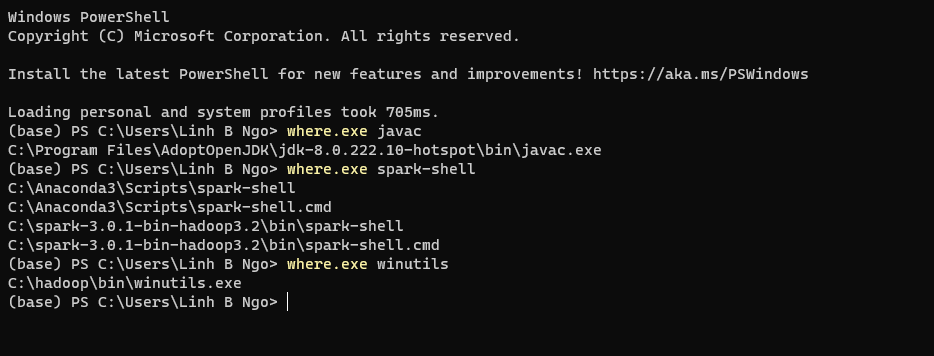 Windows PowerShell
Copyright (C) Microsoft Corporation. All rights reserved.
Install the latest PowerShell for new features and improvements! https://aka.ms/PSWindows
Loading personal and system profiles took 705ms.
(base) PS C:\Users\Linh B Ngo> where.exe javac
C:\Program Files\AdoptOpenJDK\jdk-8.0.222.10-hotspot\bin\javac.exe
(base) PS C:\Users\Linh B Ngo> where.exe spark-shell
C:\Anaconda3\Scripts\spark-shell
C:\Anaconda3\Scripts\spark-shell.cmd
C:\spark-3.0.1-bin-hadoop3.2\bin\spark-shell
C:\spark-3.0.1-bin-hadoop3.2\bin\spark-shell.cmd
(base) PS C:\Users\Linh B Ngo> where.exe winutils
C:\hadoop\bin\winutils.exe
(base) PS C:\Users\Linh B Ngo>